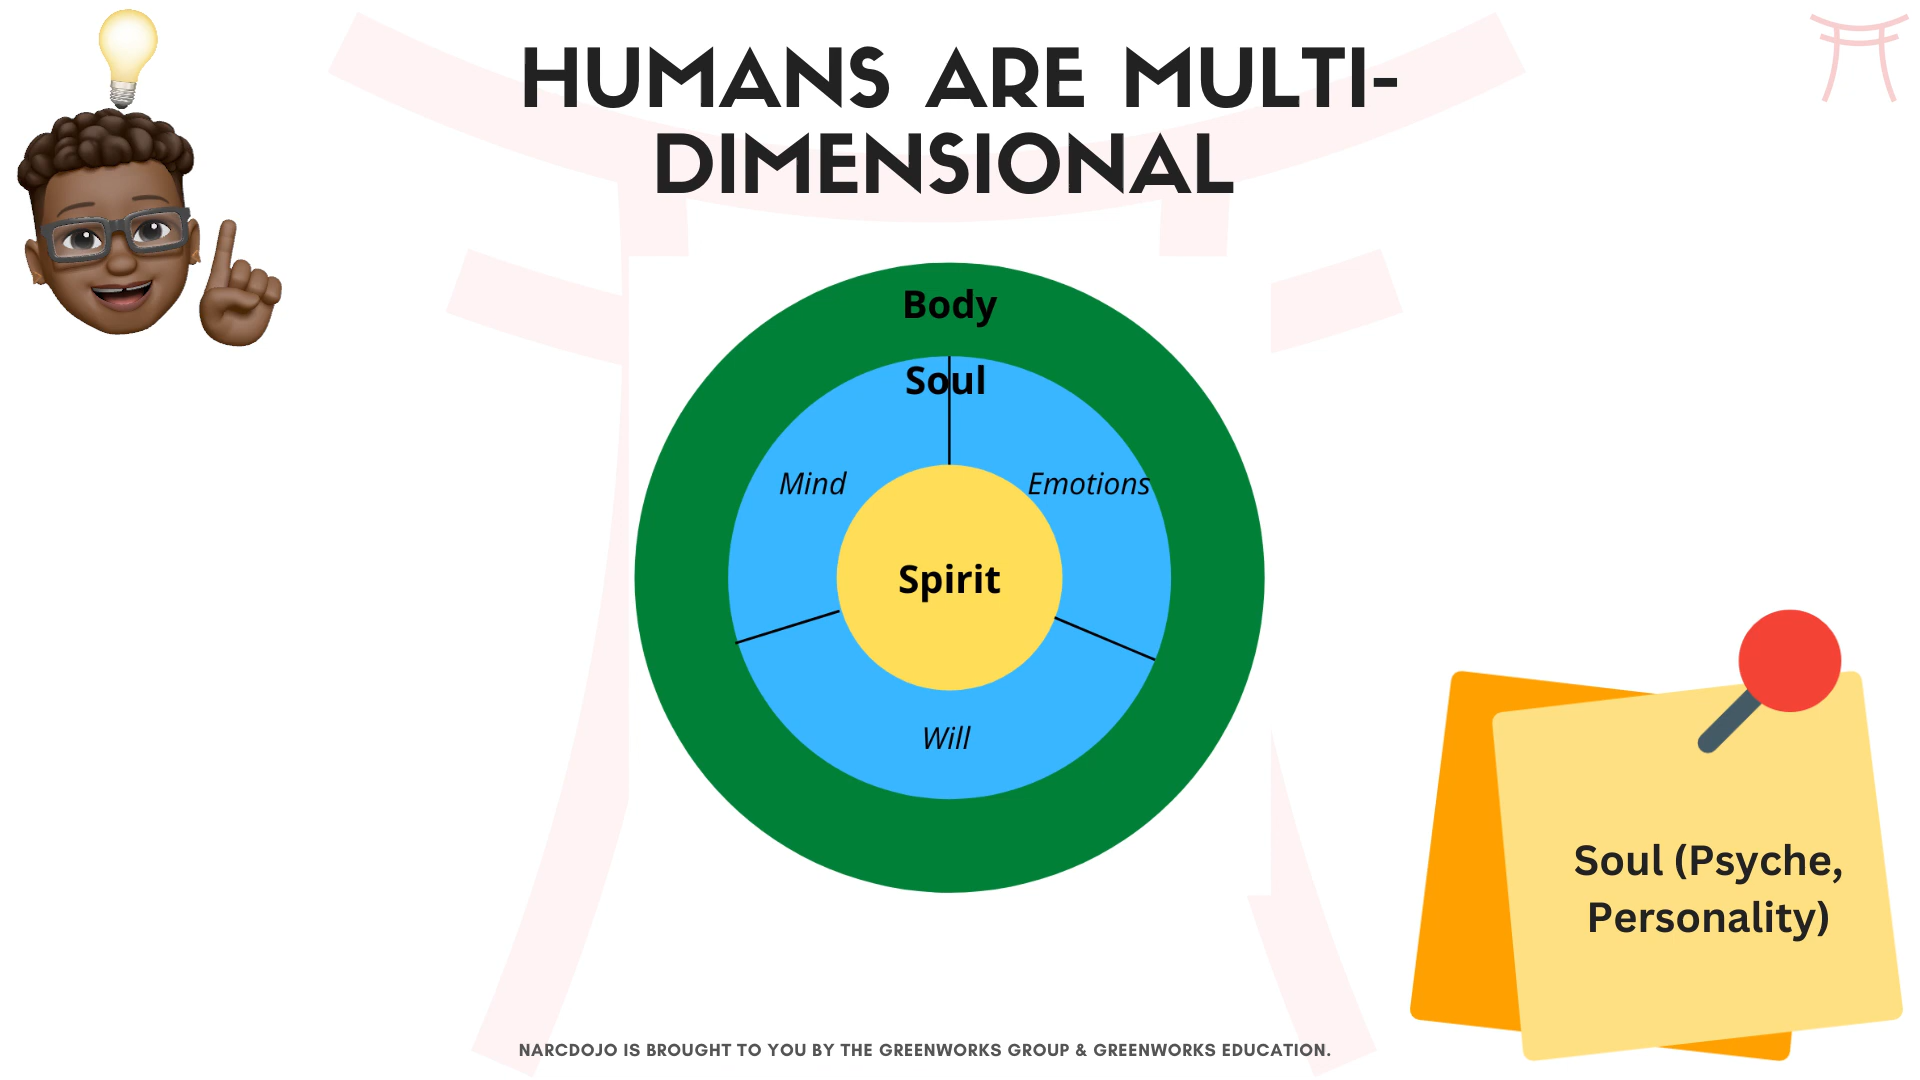 HUMANS ARE MULTI-
DIMENSIONAL
Body
Soul
Mind
Emotions
Spirit
Will
Soul (Psyche,
Personality)
NARCDOJO IS BROUGHT TO YOU BY THE GREENWORKS GROUP & GREENWORKS EDUCATION.